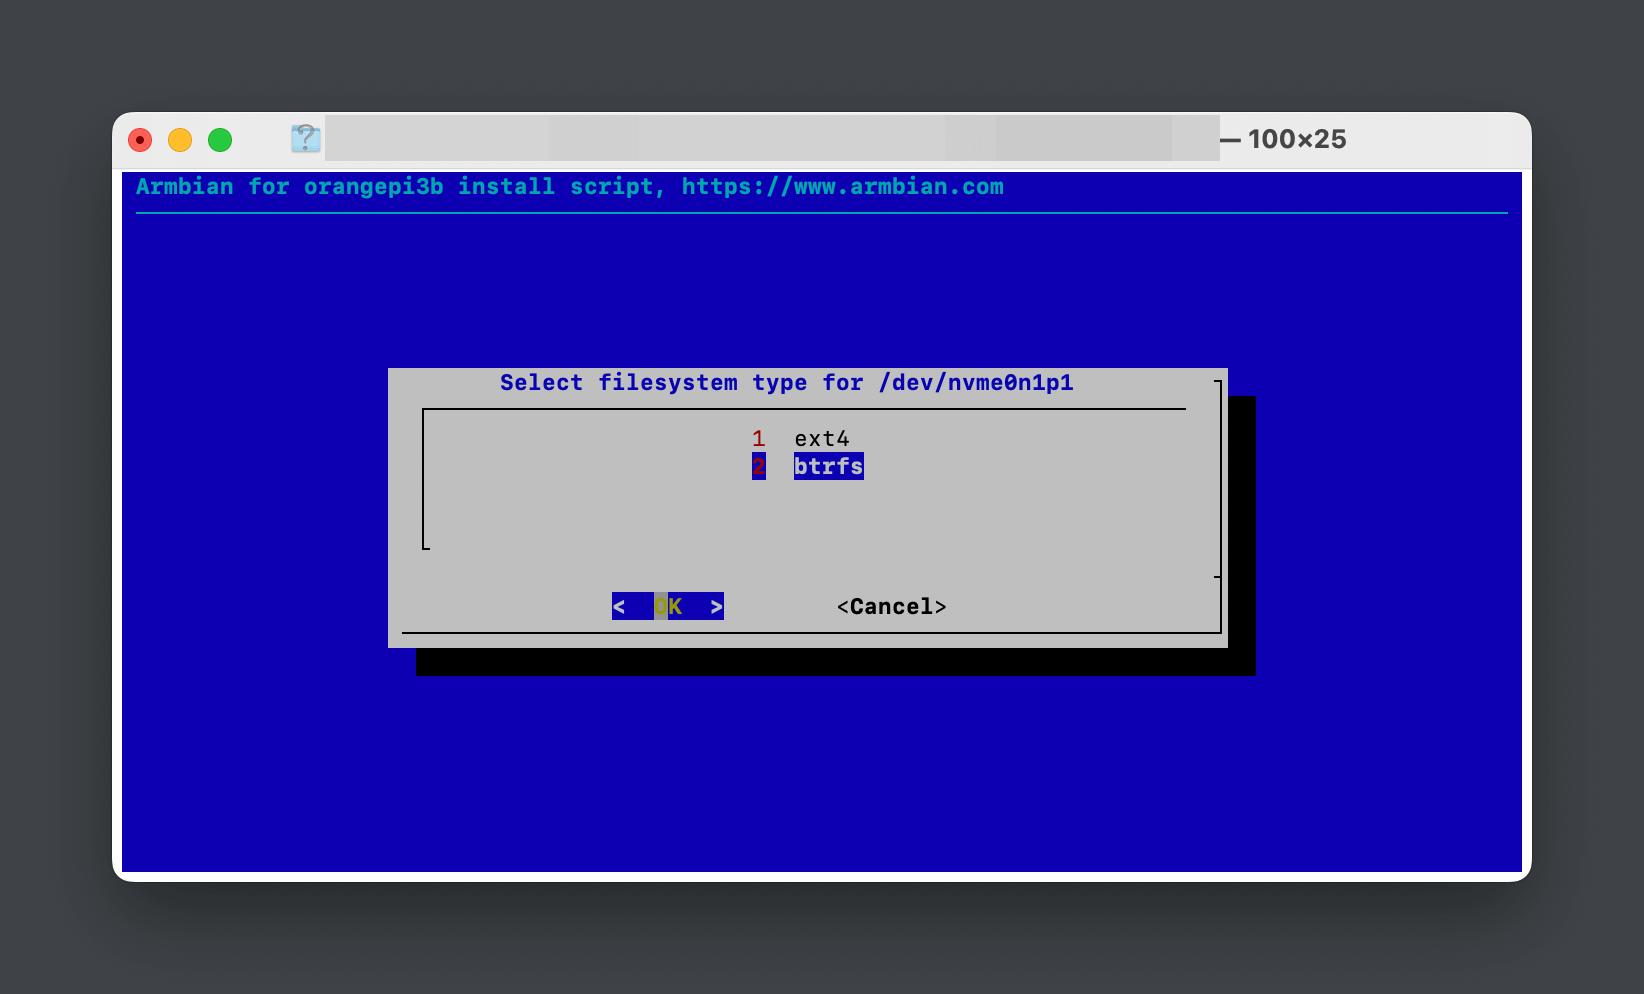 — 100×25
Armbian for orangepi3b install script, https://www.armbian.com
Select filesystem type for /dev/nvme0n1p1
1 ext4
2 btrfs
< OK > <Cancel>